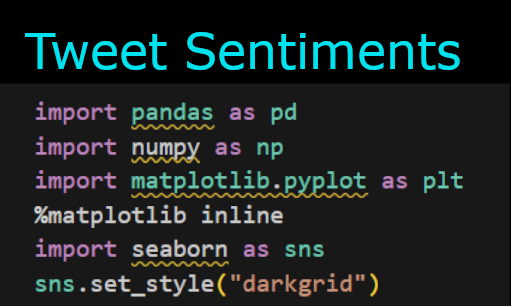 Tweet Sentiments
import pandas as pd
import numpy as np
import matplotlib.pyplot as plt
%matplotlib inline
import seaborn as sns
sns.set_style("darkgrid")